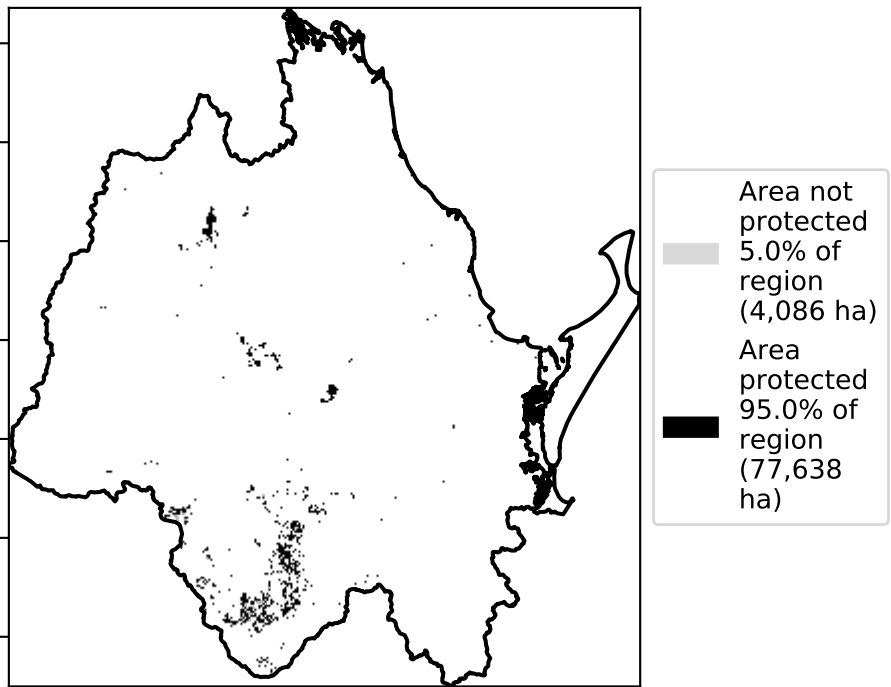 Area not
protected
5.0% of
region
(4,086 ha)
Area
protected
95.0% of
region
(77,638
ha)